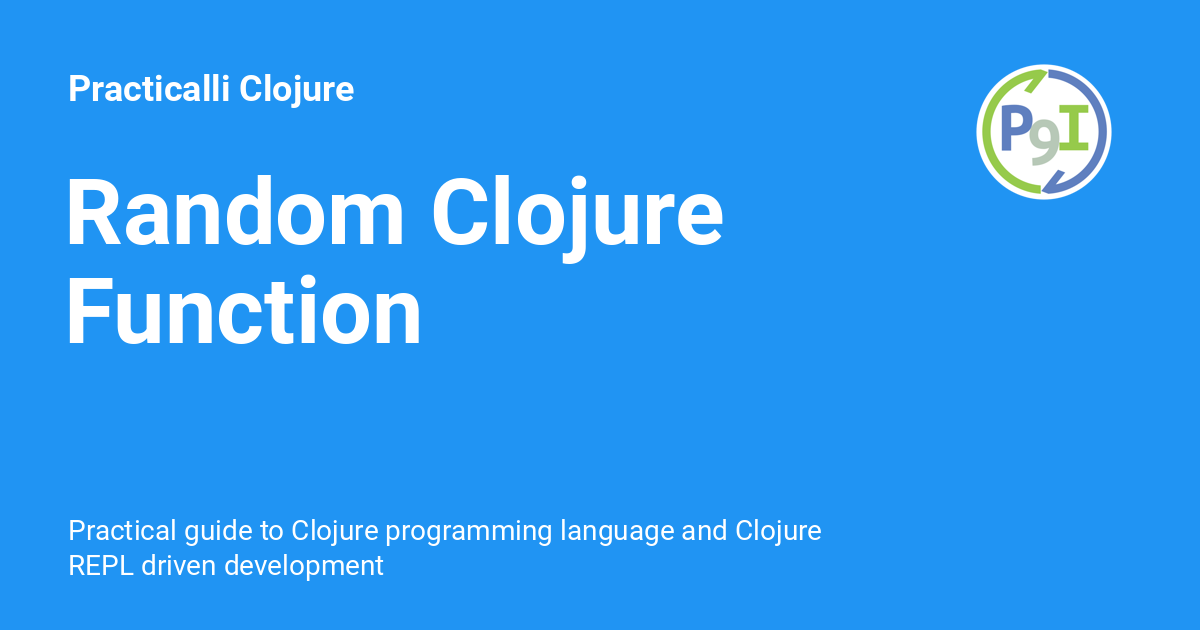 Practicalli Clojure
P9I
Random Clojure
Function
Practical guide to Clojure programming language and Clojure
REPL driven development